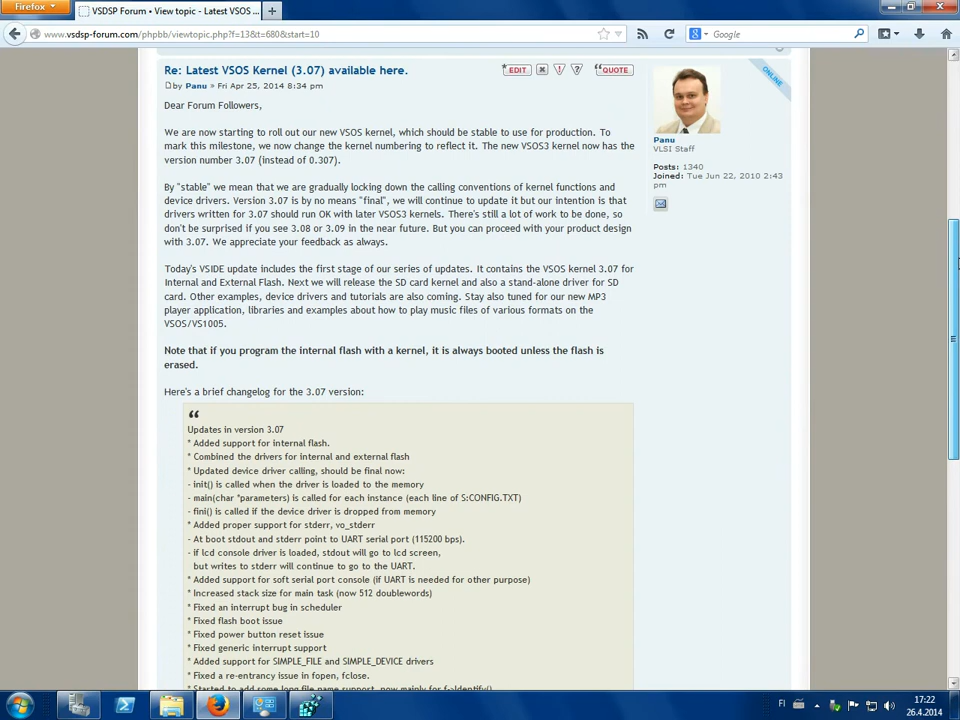 Firefox
VSDSP Forum • View topic - Latest VSOS ...
www.vsdsp-forum.com/phpbb/viewtopic.php?f=13&t=680&start=10
Google
Re: Latest VSOS Kernel (3.07) available here.
EDIT
QUOTE
by Panu » Fri Apr 25, 2014 8:34 pm
Dear Forum Followers,
We are now starting to roll out our new VSOS kernel, which should be stable to use for production. To
mark this milestone, we now change the kernel numbering to reflect it. The new VSOS3 kernel now has the
version number 3.07 (instead of 0.307).
By "stable" we mean that we are gradually locking down the calling conventions of kernel functions and
device drivers. Version 3.07 is by no means "final", we will continue to update it but our intention is that
drivers written for 3.07 should run OK with later VSOS3 kernels. There's still a lot of work to be done, so
don't be surprised if you see 3.08 or 3.09 in the near future. But you can proceed with your product design
with 3.07. We appreciate your feedback as always.
Today's VSIDE update includes the first stage of our series of updates. It contains the VSOS kernel 3.07 for
Internal and External Flash. Next we will release the SD card kernel and also a stand-alone driver for SD
card. Other examples, device drivers and tutorials are also coming. Stay also tuned for our new MP3
player application, libraries and examples about how to play music files of various formats on the
VSOS/VS1005.
Note that if you program the internal flash with a kernel, it is always booted unless the flash is
erased.
Here's a brief changelog for the 3.07 version:
Updates in version 3.07
* Added support for internal flash.
* Combined the drivers for internal and external flash
* Updated device driver calling, should be final now:
- init() is called when the driver is loaded to the memory
- main(char *parameters) is called for each instance (each line of S:CONFIG.TXT)
- fini() is called if the device driver is dropped from memory
* Added proper support for stderr, vo_stderr
- At boot stdout and stderr point to UART serial port (115200 bps).
- if lcd console driver is loaded, stdout will go to lcd screen,
but writes to stderr will continue to go to the UART.
* Added support for soft serial port console (if UART is needed for other purpose)
* Increased stack size for main task (now 512 doublewords)
* Fixed an interrupt bug in scheduler
* Fixed flash boot issue
* Fixed power button reset issue
* Fixed generic interrupt support
* Added support for SIMPLE_FILE and SIMPLE_DEVICE drivers
* Fixed a re-entrancy issue in fopen, fclose.
* Started to add some long file name support, now mainly for f->Identify()
ONLINE
Panu
VLSI Staff
Posts: 1340
Joined: Tue Jun 22, 2010 2:43
pm
FI
17:22
26.4.2014